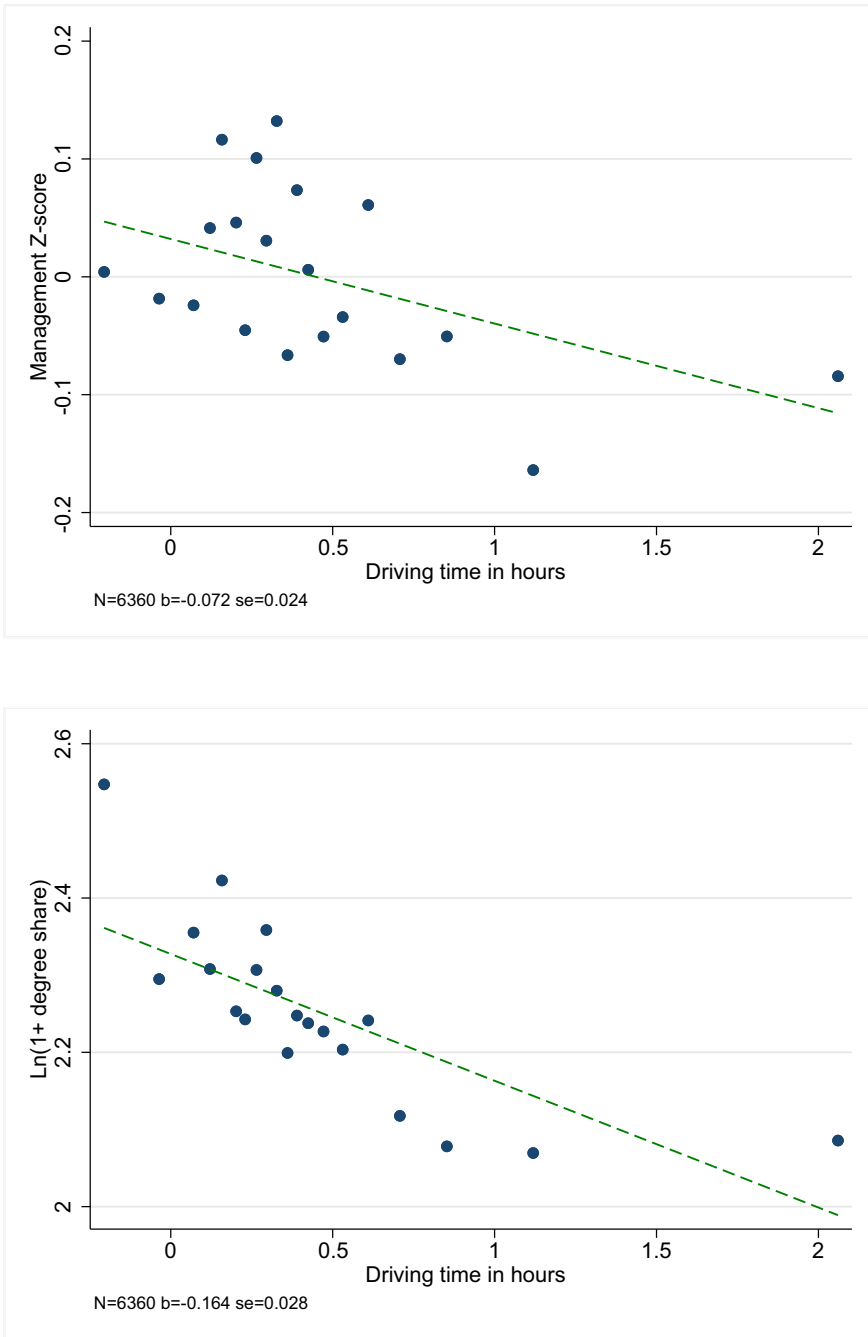 0.2
0.1
0
-0.1
-0.2
Management Z-score
0 0.5 1 1.5 2
Driving time in hours
N=6360 b=-0.072 se=0.024
2.6
2.4
2.2
2
Ln(1+ degree share)
0 0.5 1 1.5 2
Driving time in hours
N=6360 b=-0.164 se=0.028